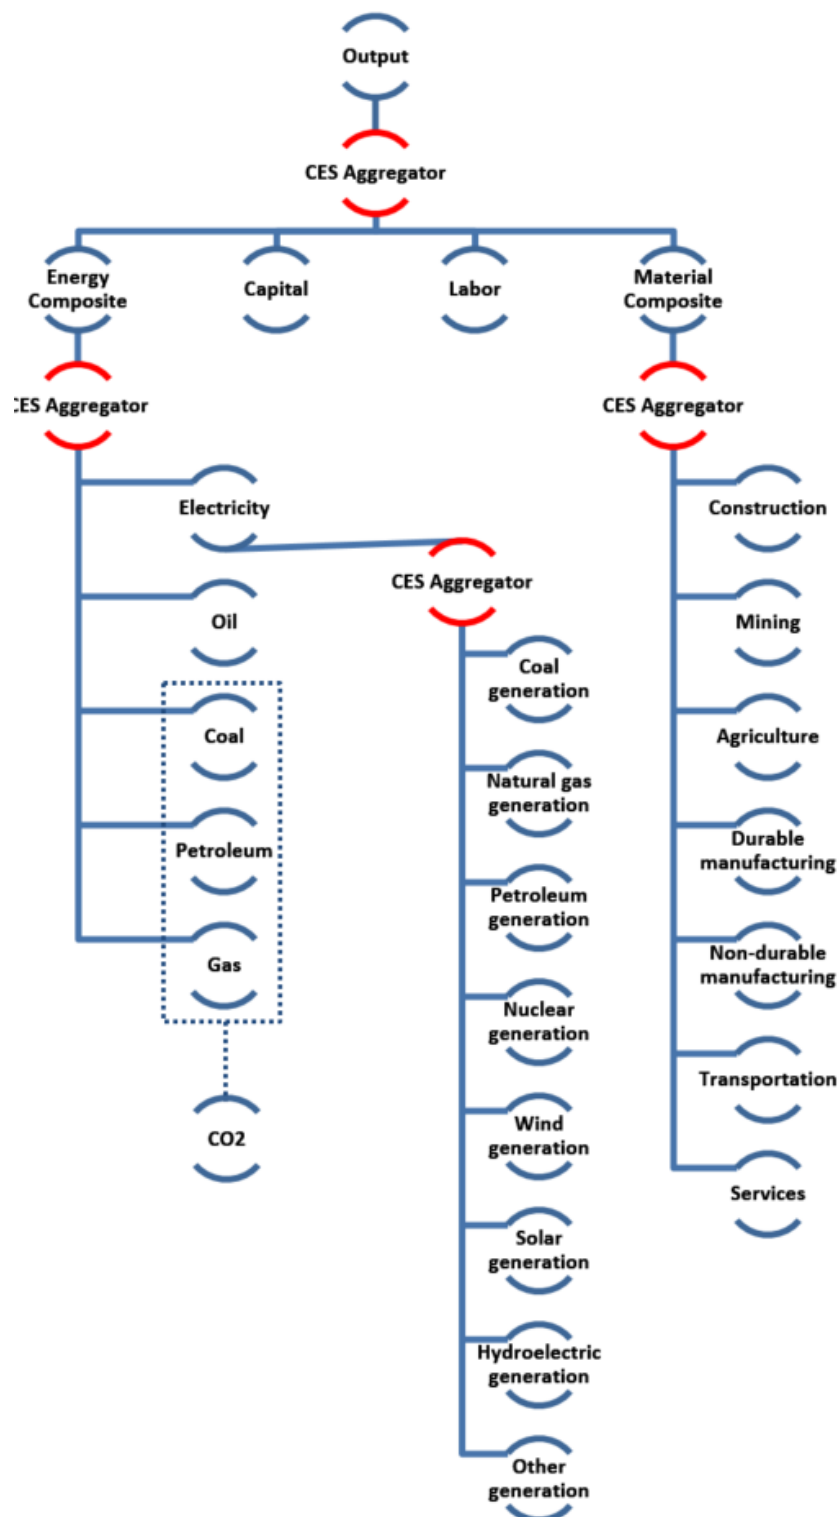 Output
CES Aggregator
Energy
Composite
Capital
Labor
Material
Composite
CES Aggregator
CES Aggregator
Electricity
Oil
Coal
Petroleum
Gas
CO2
CES Aggregator
Coal
generation
Natural gas
generation
Petroleum
generation
Nuclear
generation
Wind
generation
Solar
generation
Hydroelectric
generation
Other
generation
Construction
Mining
Agriculture
Durable
manufacturing
Non-durable
manufacturing
Transportation
Services